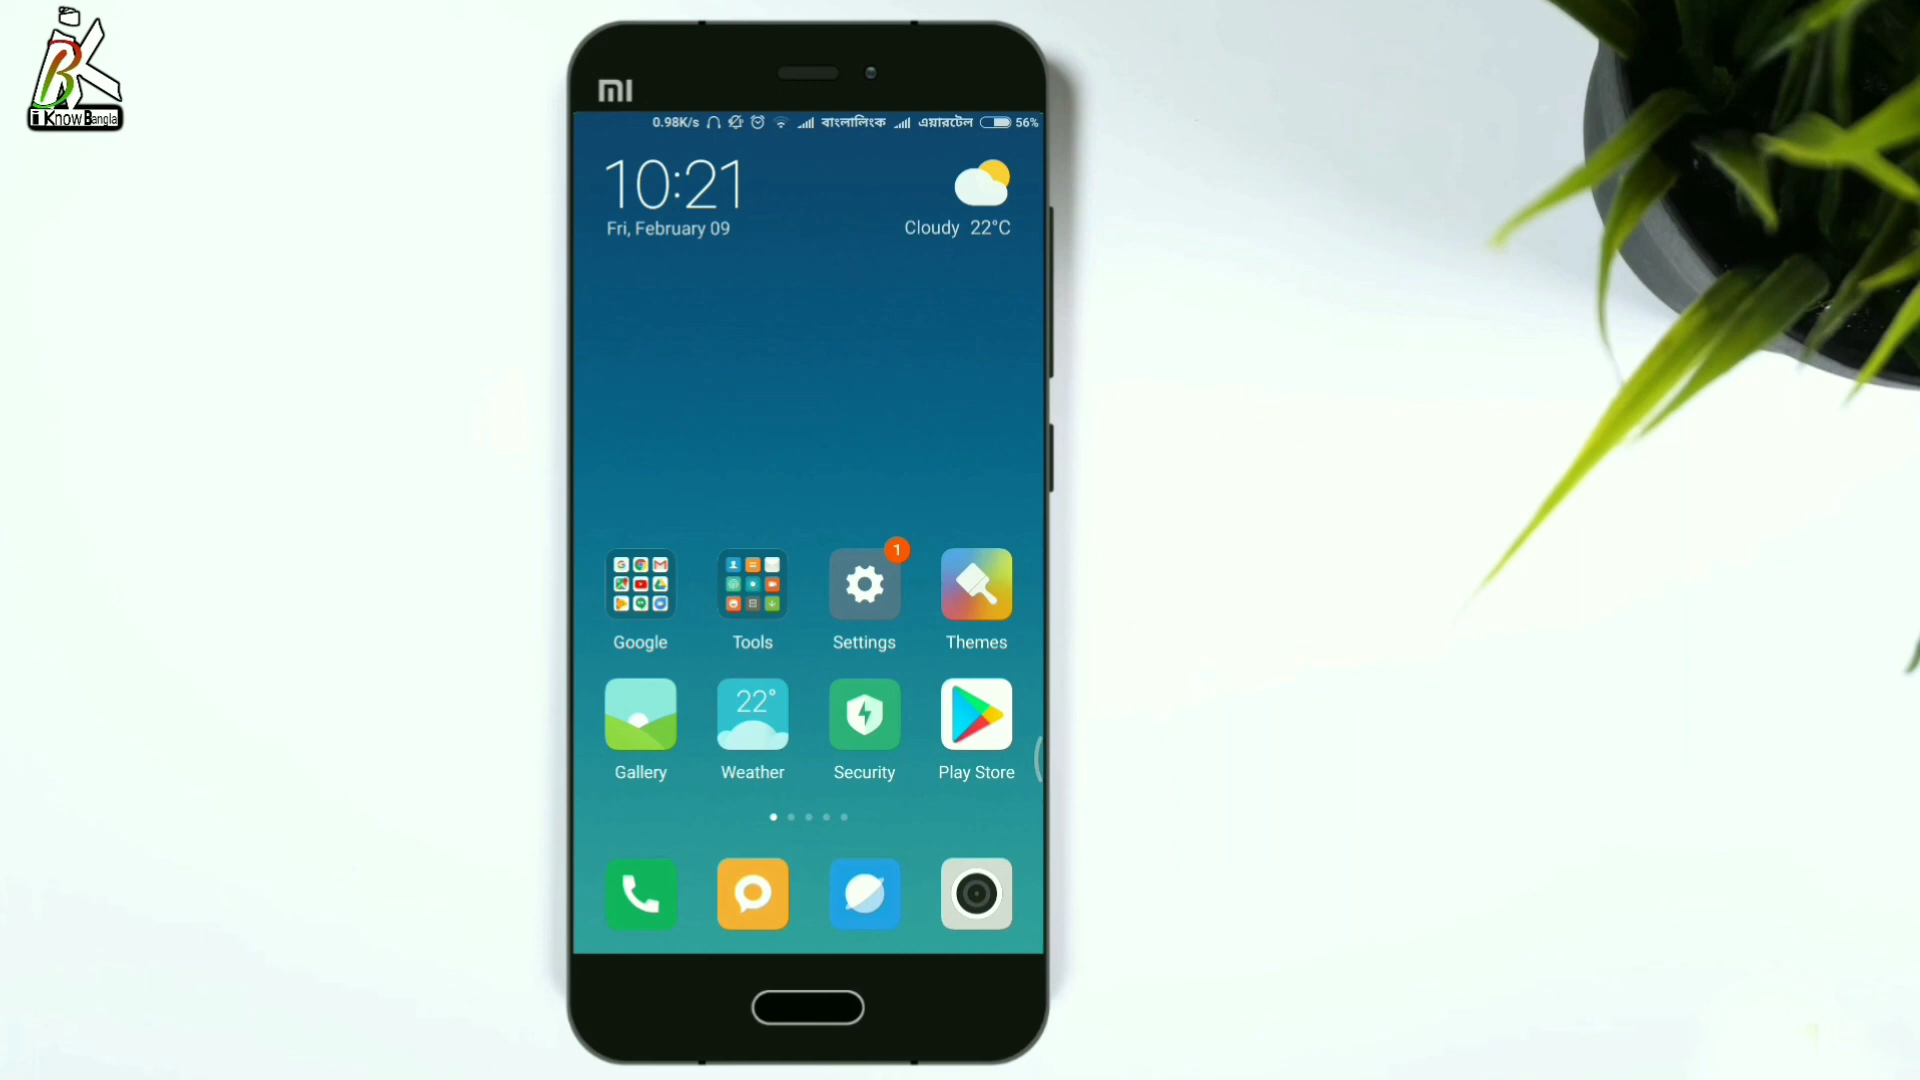 i Know Bangla
MI
0.98K/s বাংলালিংক এয়ারটেল 56%
10:21
Fri, February 09
Cloudy 22°C
1
Google Tools Settings Themes
22°
Gallery Weather Security Play Store